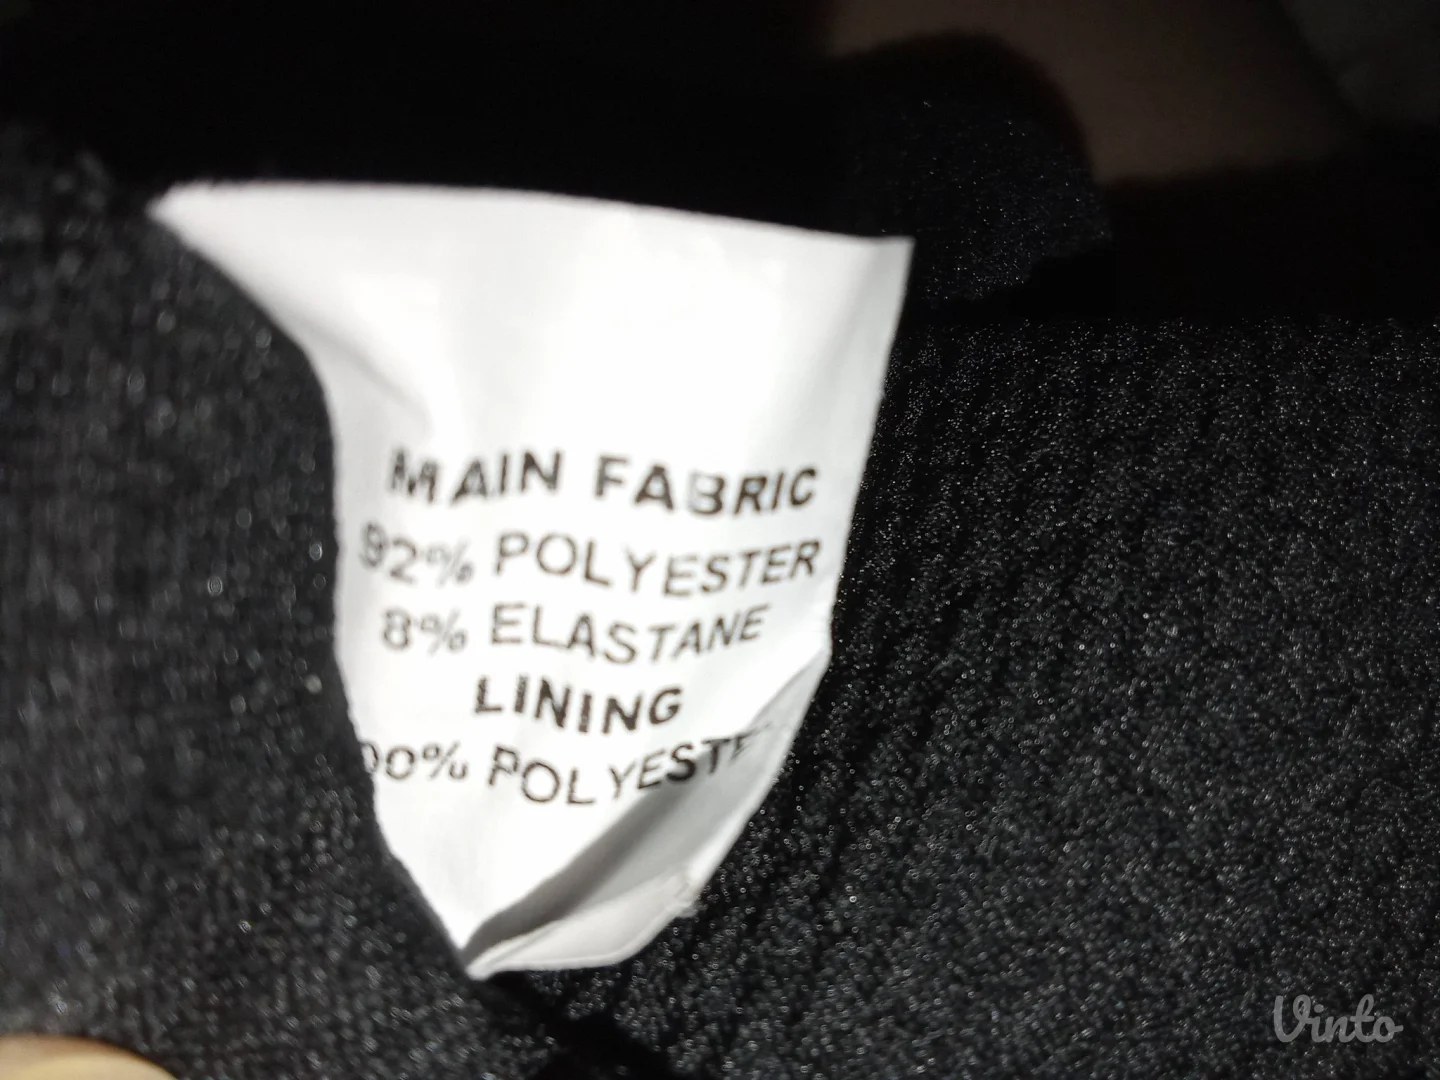 MAIN FABRIC
92% POLYESTER
8% ELASTANE
LINING
00% POLYESTE
Vinto